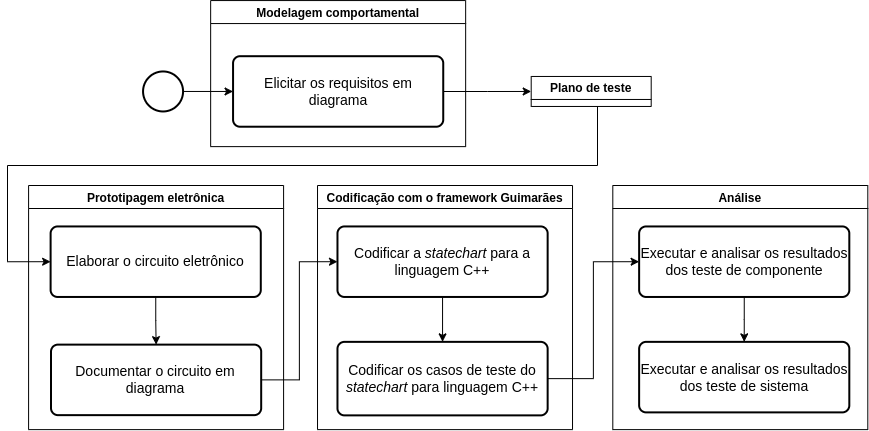 Modelagem comportamental
Elicitar os requisitos em
diagrama
Plano de teste
Prototipagem eletrônica
Elaborar o circuito eletrônico
Documentar o circuito em
diagrama
Codificação com o framework Guimarães
Codificar a statechart para a
linguagem C++
Codificar os casos de teste do
statechart para linguagem C++
Análise
Executar e analisar os resultados
dos teste de componente
Executar e analisar os resultados
dos teste de sistema